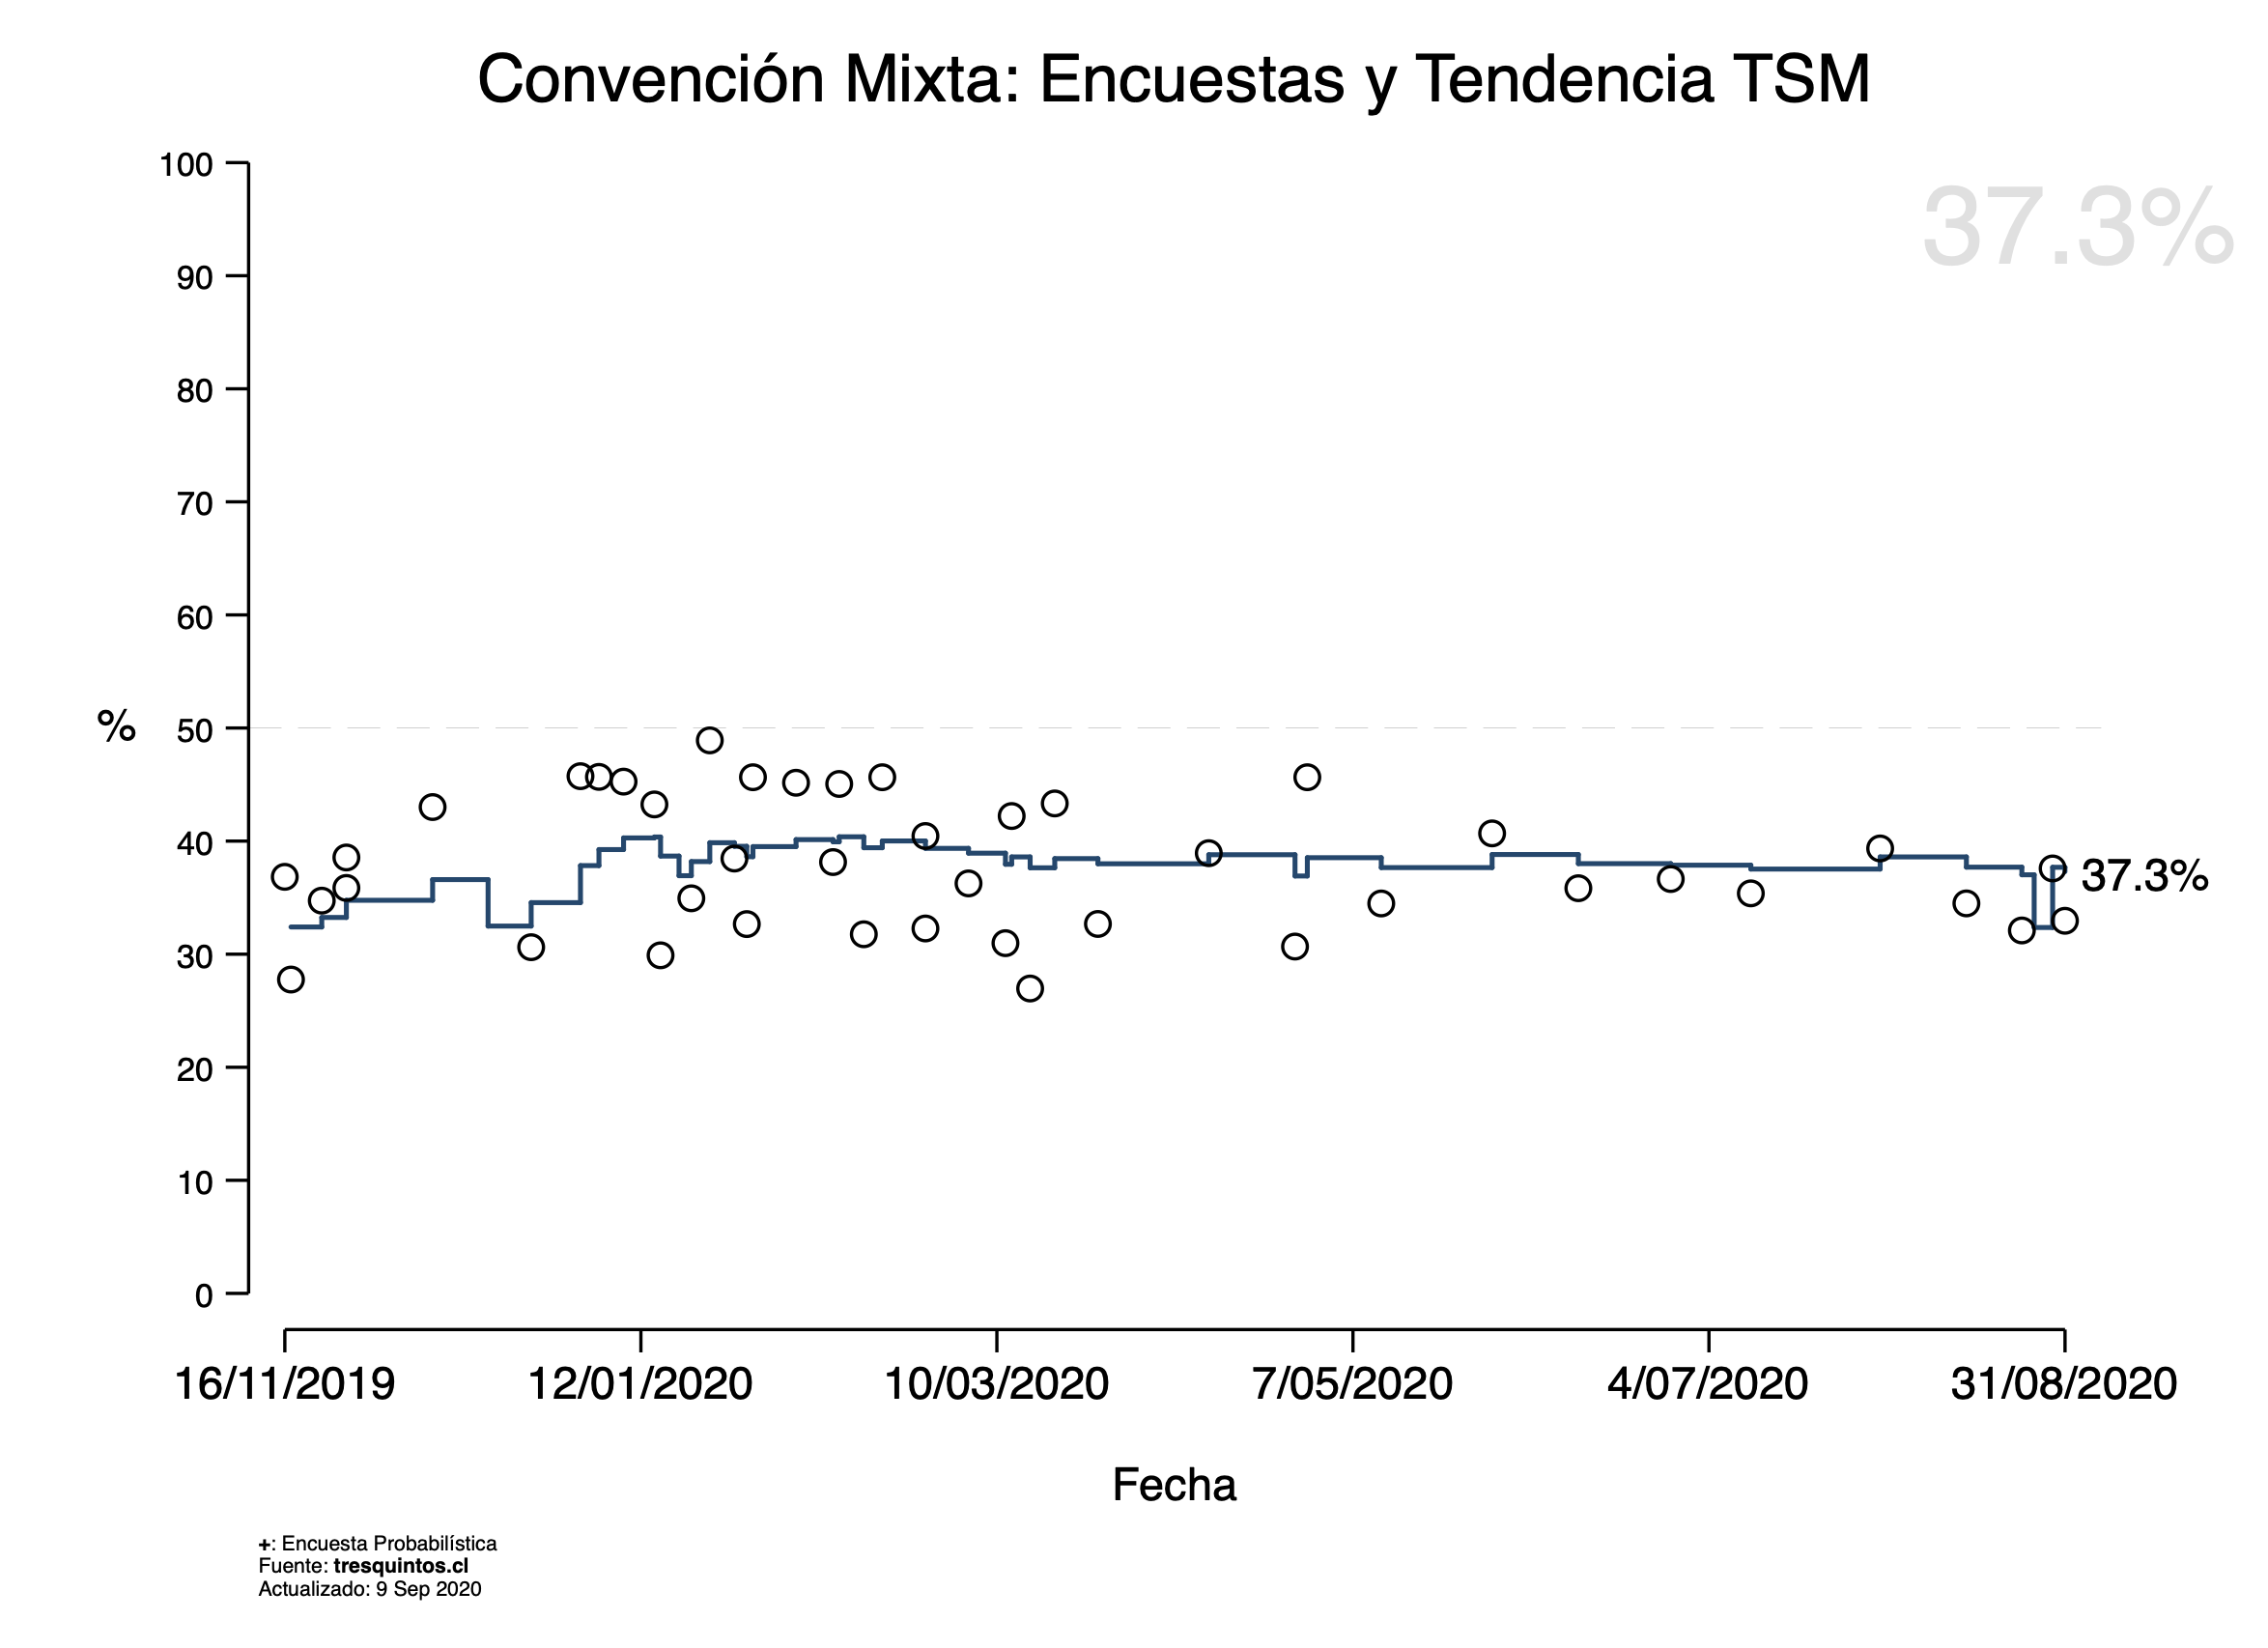 Convención Mixta: Encuestas y Tendencia TSM
37.3%
100
90
80
70
60
50
40
30
20
10
0
%
37.3%
16/11/2019 12/01/2020 10/03/2020 7/05/2020 4/07/2020 31/08/2020
Fecha
+: Encuesta Probabilística
Fuente: tresquintos.cl
Actualizado: 9 Sep 2020